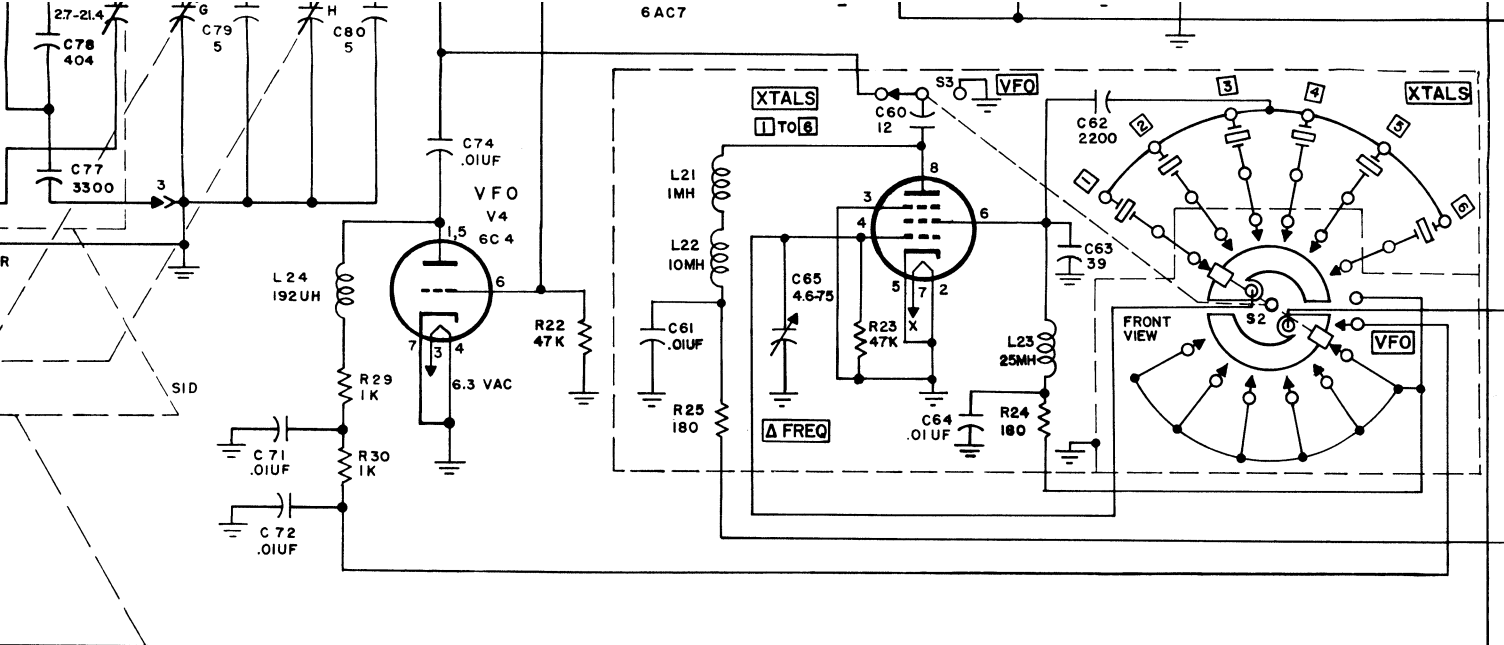 6AC7
2.7-21.4
G
H
C78
404
C79
5
C80
5
S3
VFO
XTALS
3
4
XTALS
1 TO 6
C60
12
C62
2200
2
5
C74
.01UF
C77
3300
3
L21
1MH
8
3
4
6
1
6
VFO
V4
6C4
1,5
L22
10MH
C63
39
R
L24
192UH
6
C65
4.6-75
5
7
2
X
S2
R22
47K
C61
.01UF
R23
47K
L23
25MH
FRONT
VIEW
VFO
7
3
4
6.3 VAC
SID
R29
1K
R25
180
Δ FREQ
C64
.01UF
R24
180
C71
.01UF
R30
1K
C72
.01UF